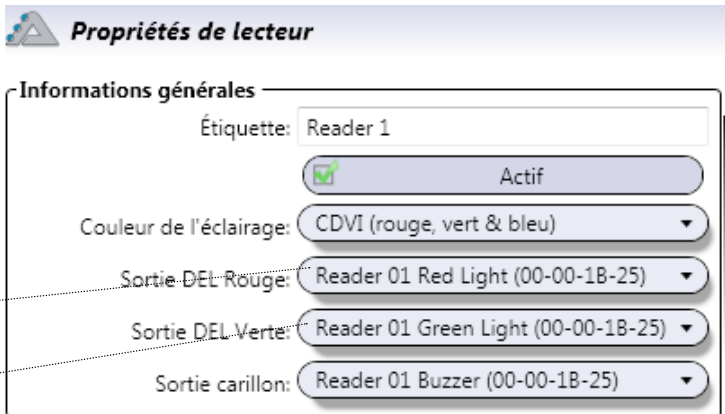 Propriétés de lecteur
Informations générales
Étiquette: Reader 1
Actif
Couleur de l'éclairage: CDVI (rouge, vert & bleu)
Sortie DEL Rouge: Reader 01 Red Light (00-00-1B-25)
Sortie DEL Verte: Reader 01 Green Light (00-00-1B-25)
Sortie carillon: Reader 01 Buzzer (00-00-1B-25)